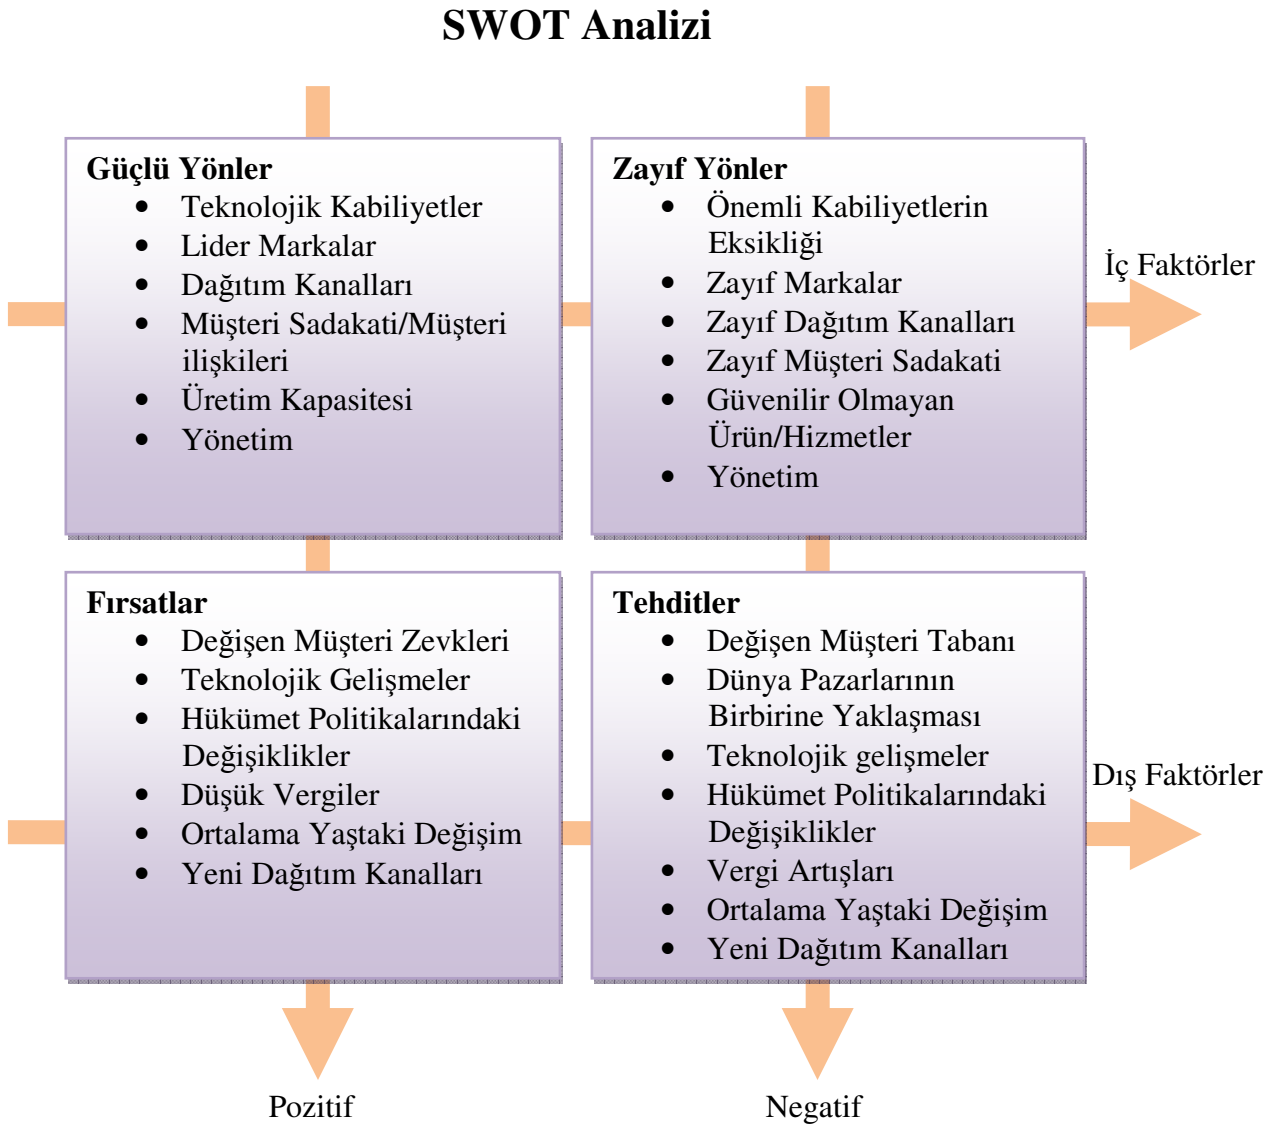 SWOT Analizi
Güçlü Yönler
• Teknolojik Kabiliyetler
• Lider Markalar
• Dağıtım Kanalları
• Müşteri Sadakati/Müşteri
ilişkileri
• Üretim Kapasitesi
• Yönetim
Zayıf Yönler
• Önemli Kabiliyetlerin
Eksikliği
• Zayıf Markalar
• Zayıf Dağıtım Kanalları
• Zayıf Müşteri Sadakati
• Güvenilir Olmayan
Ürün/Hizmetler
• Yönetim
İç Faktörler
Fırsatlar
• Değişen Müşteri Zevkleri
• Teknolojik Gelişmeler
• Hükümet Politikalarındaki
Değişiklikler
• Düşük Vergiler
• Ortalama Yaştaki Değişim
• Yeni Dağıtım Kanalları
Tehditler
• Değişen Müşteri Tabanı
• Dünya Pazarlarının
Birbirine Yaklaşması
• Teknolojik gelişmeler
• Hükümet Politikalarındaki
Değişiklikler
• Vergi Artışları
• Ortalama Yaştaki Değişim
• Yeni Dağıtım Kanalları
Dış Faktörler
Pozitif
Negatif